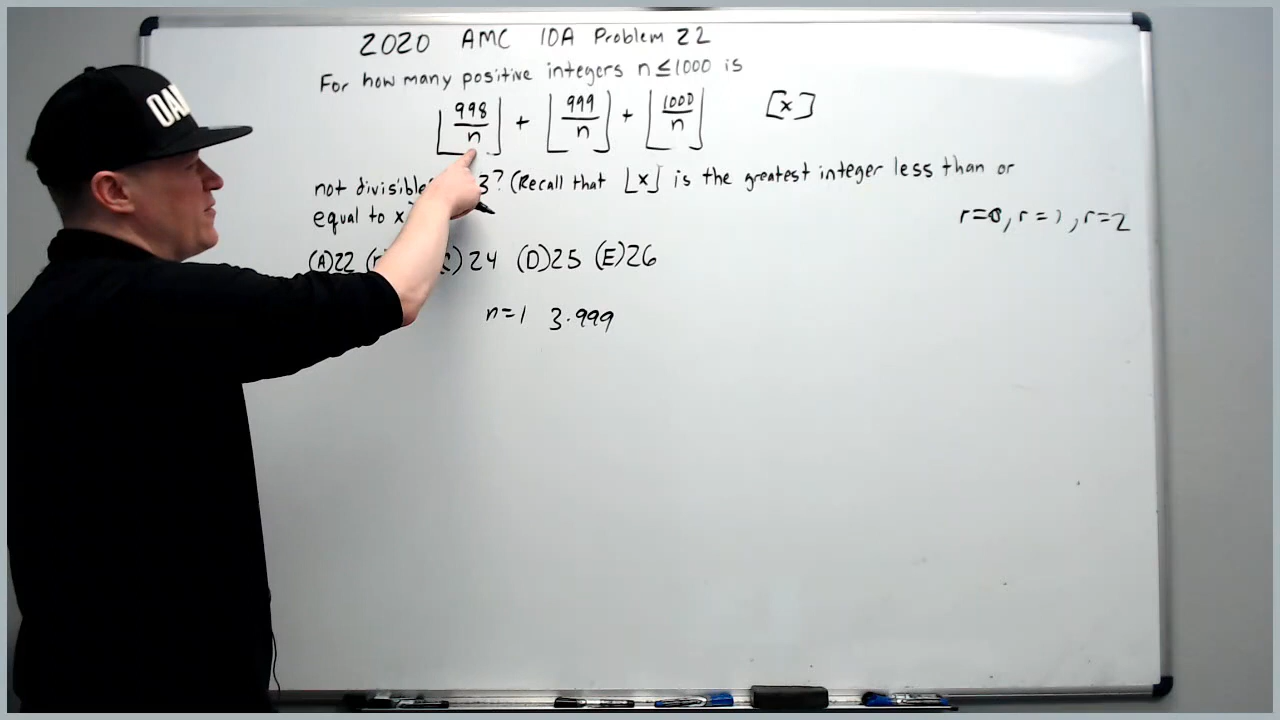 2020 AMC 10A Problem 22
For how many positive integers n≤1000 is
⌊998/n⌋ + ⌊999/n⌋ + ⌊1000/n⌋ [x]
not divisible 3? (Recall that ⌊x⌋ is the greatest integer less than or
equal to x
r=0, r=1, r=2
(A)22 24 (D)25 (E)26
n=1 3·999